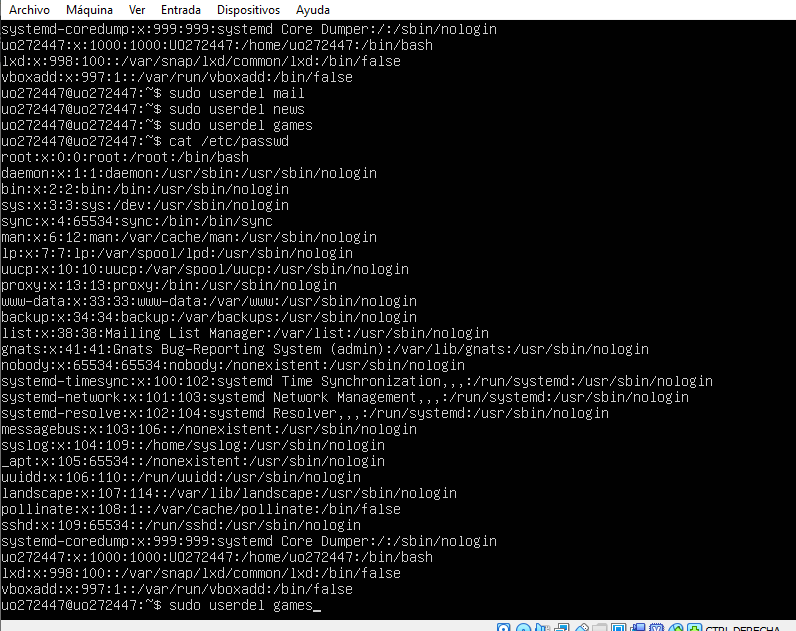 Archivo Máquina Ver Entrada Dispositivos Ayuda
systemd-coredump:x:999:999:systemd Core Dumper:/:/sbin/nologin
uo272447:x:1000:1000:UO272447:/home/uo272447:/bin/bash
lxd:x:998:100::/var/snap/lxd/common/lxd:/bin/false
vboxadd:x:997:1::/var/run/vboxadd:/bin/false
uo272447@uo272447:~$ sudo userdel mail
uo272447@uo272447:~$ sudo userdel news
uo272447@uo272447:~$ sudo userdel games
uo272447@uo272447:~$ cat /etc/passwd
root:x:0:0:root:/root:/bin/bash
daemon:x:1:1:daemon:/usr/sbin:/usr/sbin/nologin
bin:x:2:2:bin:/bin:/usr/sbin/nologin
sys:x:3:3:sys:/dev:/usr/sbin/nologin
sync:x:4:65534:sync:/bin:/bin/sync
man:x:6:12:man:/var/cache/man:/usr/sbin/nologin
lp:x:7:7:lp:/var/spool/lpd:/usr/sbin/nologin
uucp:x:10:10:uucp:/var/spool/uucp:/usr/sbin/nologin
proxy:x:13:13:proxy:/bin:/usr/sbin/nologin
www-data:x:33:33:www-data:/var/www:/usr/sbin/nologin
backup:x:34:34:backup:/var/backups:/usr/sbin/nologin
list:x:38:38:Mailing List Manager:/var/list:/usr/sbin/nologin
gnats:x:41:41:Gnats Bug-Reporting System (admin):/var/lib/gnats:/usr/sbin/nologin
nobody:x:65534:65534:nobody:/nonexistent:/usr/sbin/nologin
systemd-timesync:x:100:102:systemd Time Synchronization,,,:/run/systemd:/usr/sbin/nologin
systemd-network:x:101:103:systemd Network Management,,,:/run/systemd:/usr/sbin/nologin
systemd-resolve:x:102:104:systemd Resolver,,,:/run/systemd:/usr/sbin/nologin
messagebus:x:103:106::/nonexistent:/usr/sbin/nologin
syslog:x:104:109::/home/syslog:/usr/sbin/nologin
_apt:x:105:65534::/nonexistent:/usr/sbin/nologin
uuidd:x:106:110::/run/uuidd:/usr/sbin/nologin
landscape:x:107:114::/var/lib/landscape:/usr/sbin/nologin
pollinate:x:108:1::/var/cache/pollinate:/bin/false
sshd:x:109:65534::/run/sshd:/usr/sbin/nologin
systemd-coredump:x:999:999:systemd Core Dumper:/:/sbin/nologin
uo272447:x:1000:1000:UO272447:/home/uo272447:/bin/bash
lxd:x:998:100::/var/snap/lxd/common/lxd:/bin/false
vboxadd:x:997:1::/var/run/vboxadd:/bin/false
uo272447@uo272447:~$ sudo userdel games_
CTRL DERECHA